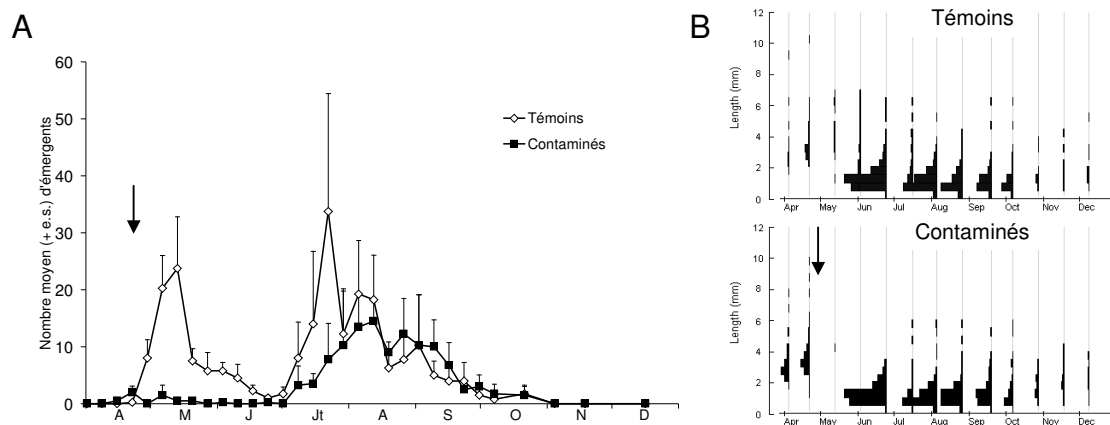 A
Nombre moyen (+ e.s.) d'émergents
60
50
40
30
20
10
0
A M J Jt A S O N D
Témoins
Contaminés
B
Témoins
Length (mm)
12
10
8
6
4
2
0
Apr May Jun Jul Aug Sep Oct Nov Dec
Contaminés
Length (mm)
12
10
8
6
4
2
0
Apr May Jun Jul Aug Sep Oct Nov Dec